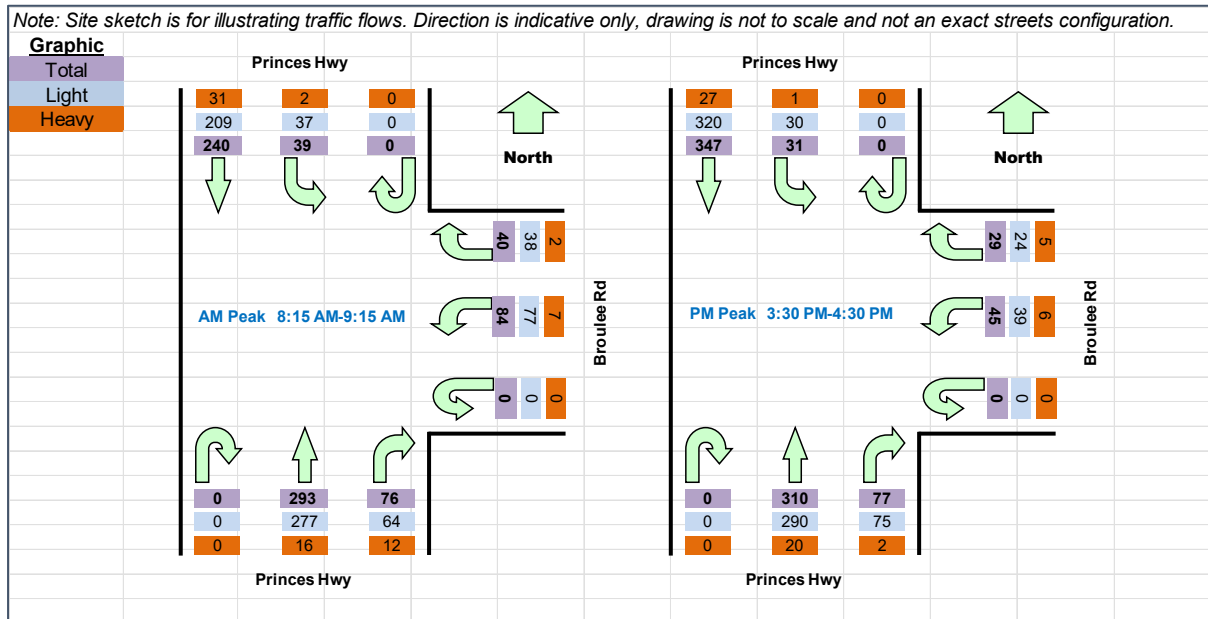 Note: Site sketch is for illustrating traffic flows. Direction is indicative only, drawing is not to scale and not an exact streets configuration.
Graphic
Total
Light
Heavy
Princes Hwy
31 2 0
209 37 0
240 39 0
North
40 38 2
AM Peak 8:15 AM-9:15 AM
84 77 7
Broulee Rd
0 0 0
0 293 76
0 277 64
0 16 12
Princes Hwy
Princes Hwy
27 1 0
320 30 0
347 31 0
North
29 24 5
PM Peak 3:30 PM-4:30 PM
45 39 6
Broulee Rd
0 0 0
0 310 77
0 290 75
0 20 2
Princes Hwy